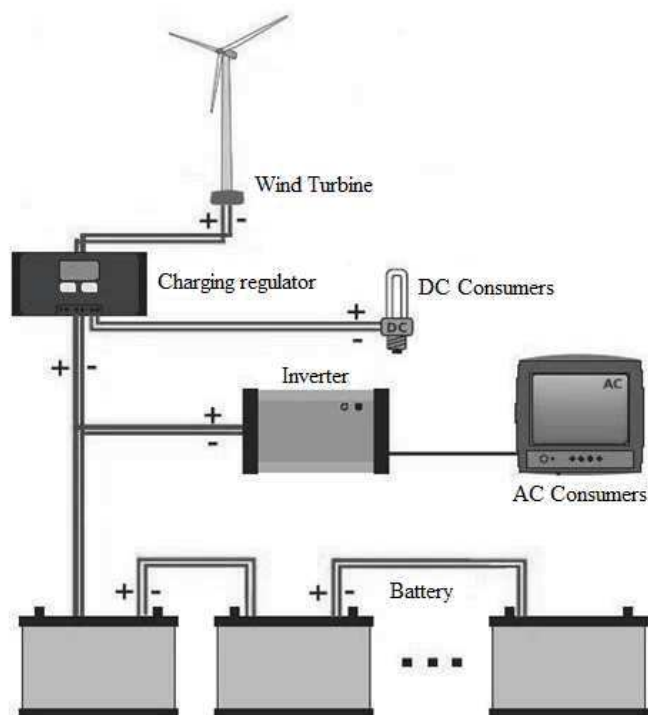 Wind Turbine
+ -
Charging regulator
DC Consumers
+
DC
-
+ -
Inverter
AC
+
-
AC Consumers
+ -
+ -
Battery